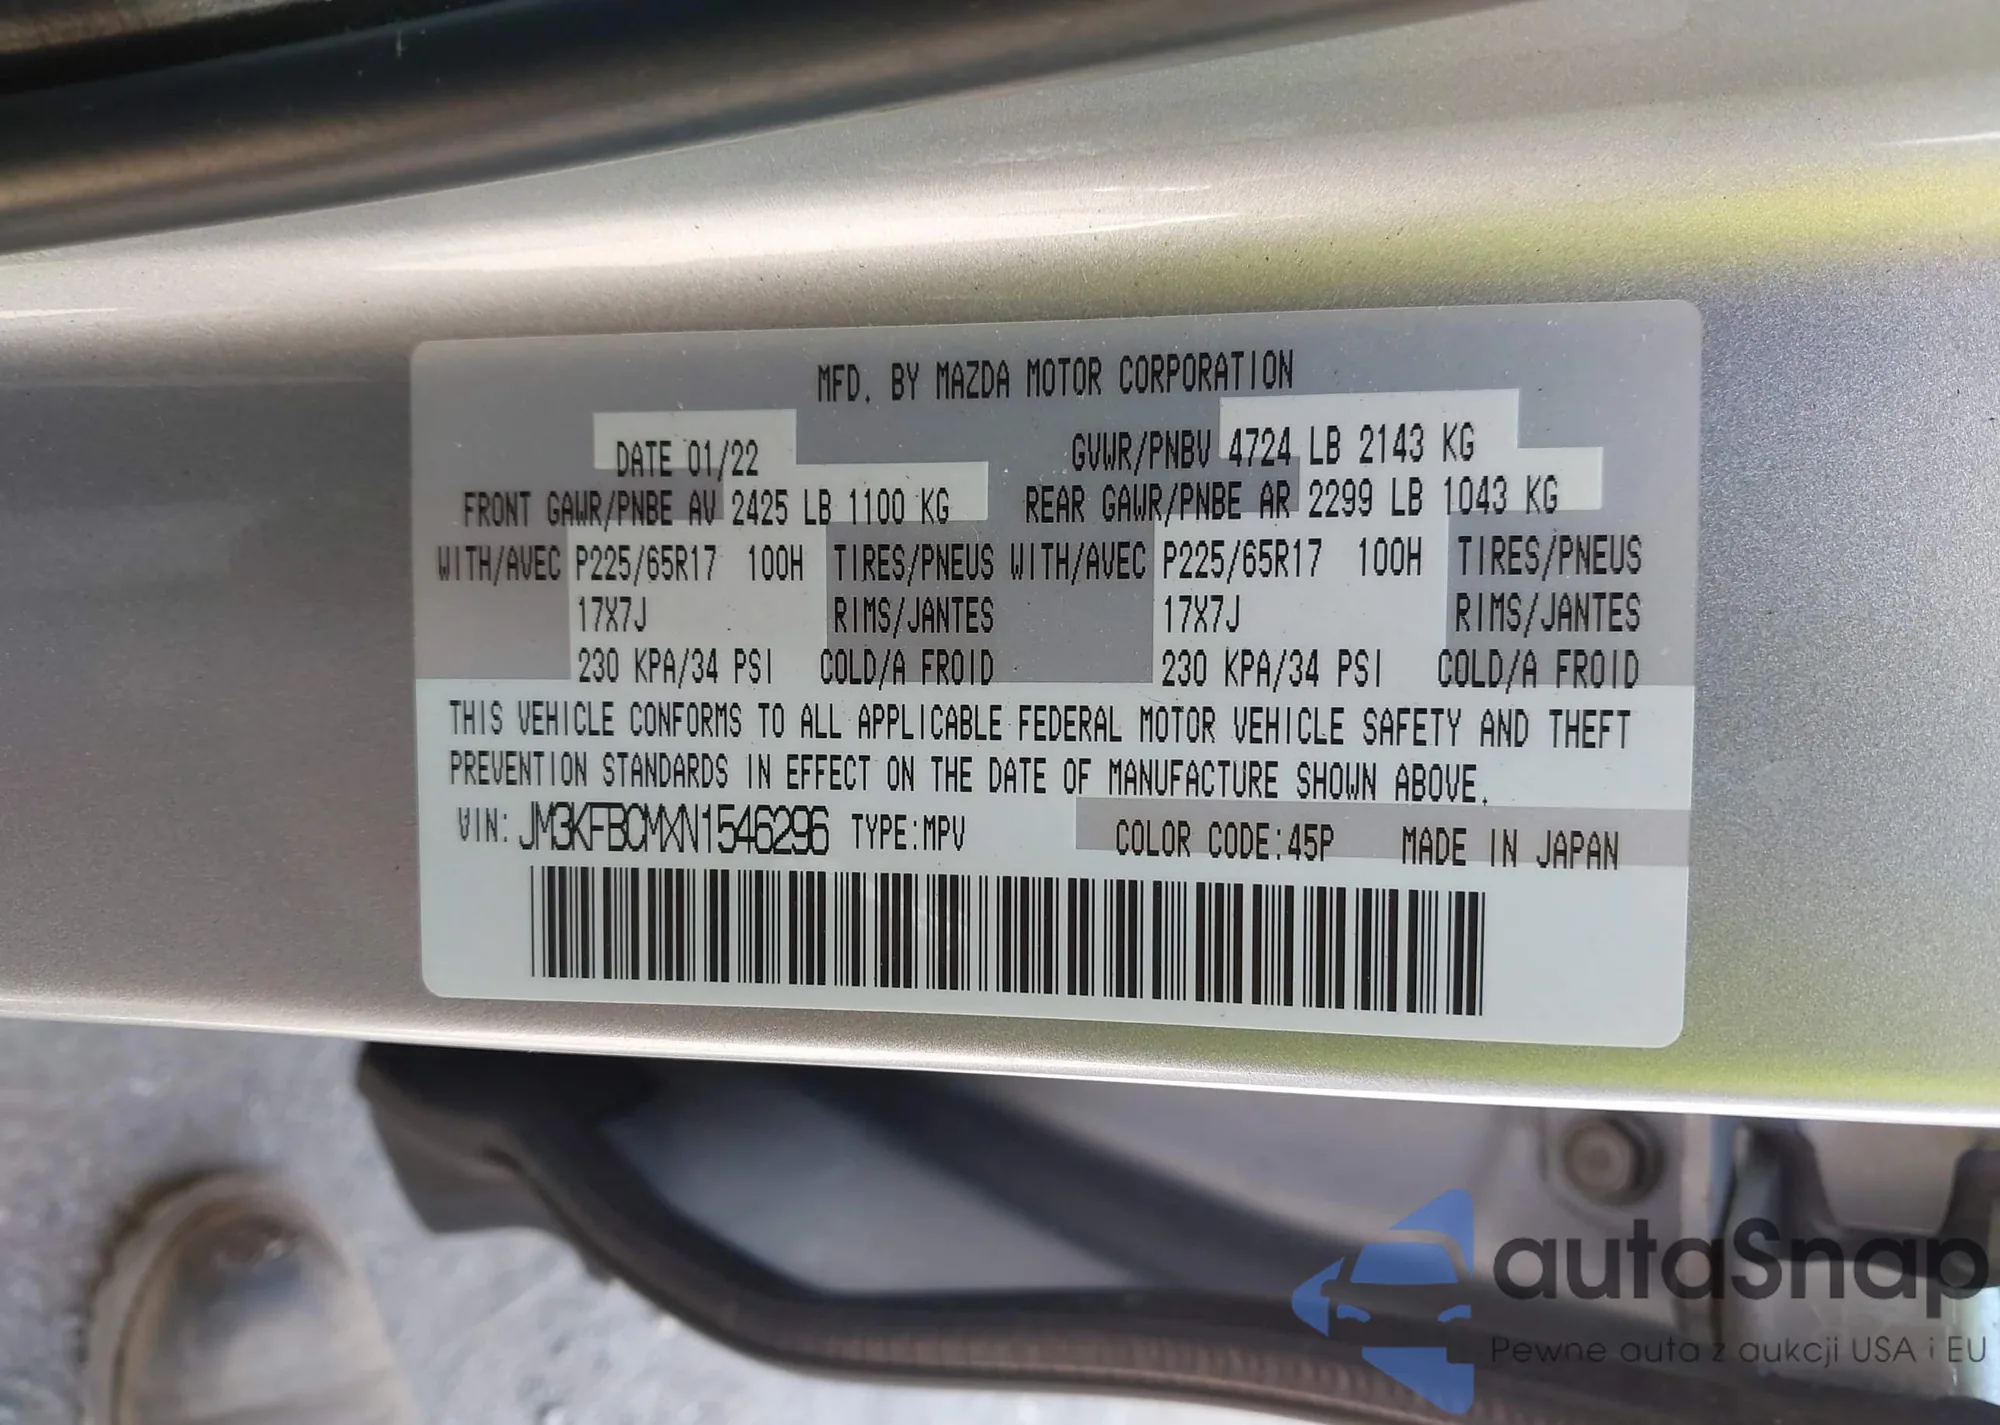 MFD. BY MAZDA MOTOR CORPORATION
DATE 01/22 GVWR/PNBV 4724 LB 2143 KG
FRONT GAWR/PNBE AV 2425 LB 1100 KG REAR GAWR/PNBE AR 2299 LB 1043 KG
WITH/AVEC P225/65R17 100H TIRES/PNEUS WITH/AVEC P225/65R17 100H TIRES/PNEUS
17X7J RIMS/JANTES 17X7J RIMS/JANTES
230 KPA/34 PSI COLD/A FROID 230 KPA/34 PSI COLD/A FROID
THIS VEHICLE CONFORMS TO ALL APPLICABLE FEDERAL MOTOR VEHICLE SAFETY AND THEFT
PREVENTION STANDARDS IN EFFECT ON THE DATE OF MANUFACTURE SHOWN ABOVE.
VIN: JM3KFBCMXN1546296 TYPE:MPV COLOR CODE:45P MADE IN JAPAN
autaSnap
Pewne auta z aukcji USA i EU